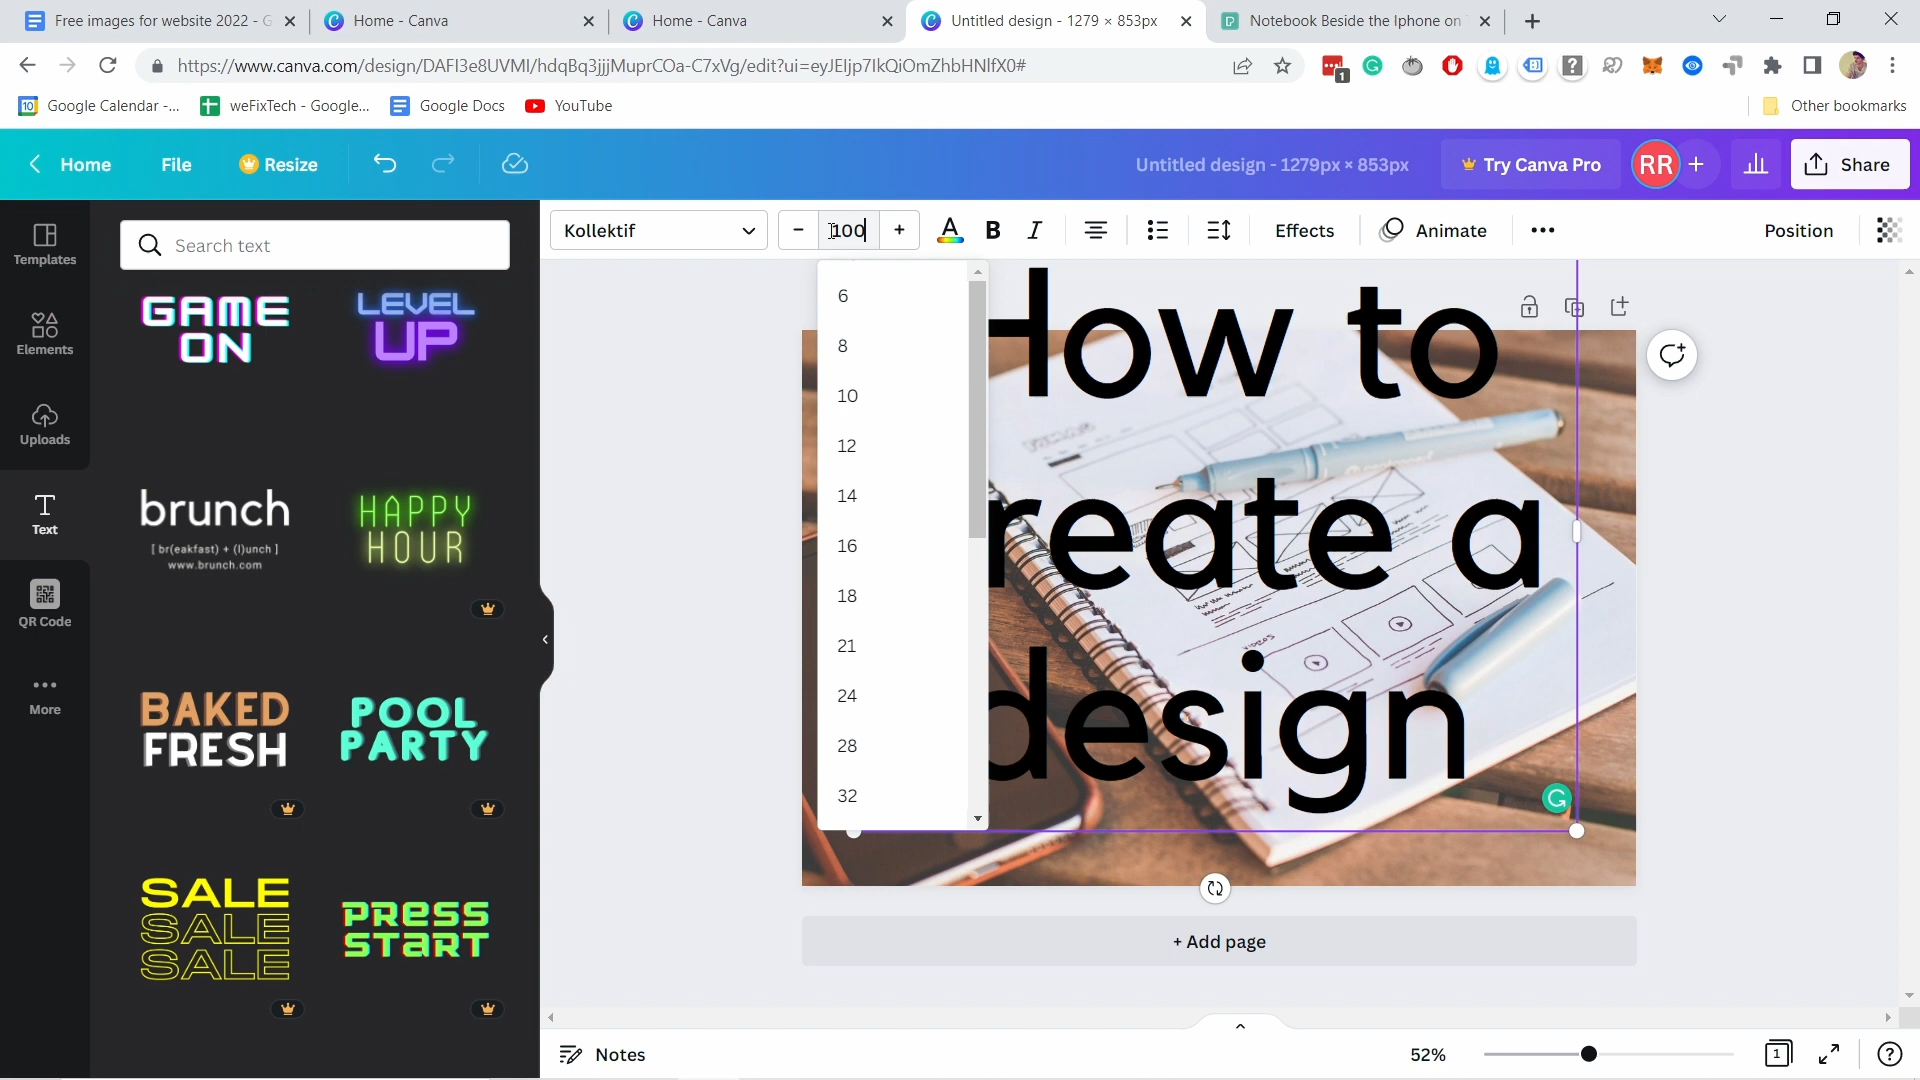 Free images for website 2022 - G
Home - Canva
Home - Canva
Untitled design - 1279 × 853px
Notebook Beside the Iphone on
https://www.canva.com/design/DAFI3e8UVMI/hdqBq3jjjMuprCOa-C7xVg/edit?ui=eyJEIjp7IkQiOmZhbHNlfX0#
1
10 Google Calendar -...
weFixTech - Google...
Google Docs
YouTube
Other bookmarks
Home
File
Resize
Untitled design - 1279px × 853px
Try Canva Pro
RR
Share
Templates
Elements
Uploads
Text
QR Code
More
Search text
GAME ON
LEVEL UP
brunch
[ br(eakfast) + (l)unch ]
www.brunch.com
HAPPY HOUR
BAKED FRESH
POOL PARTY
SALE
SALE
SALE
PRESS START
Kollektif
100
A
B
I
Effects
Animate
Position
6
8
10
12
14
16
18
21
24
28
32
How to
reate a
design
VIDEOS
+ Add page
Notes
52%
1